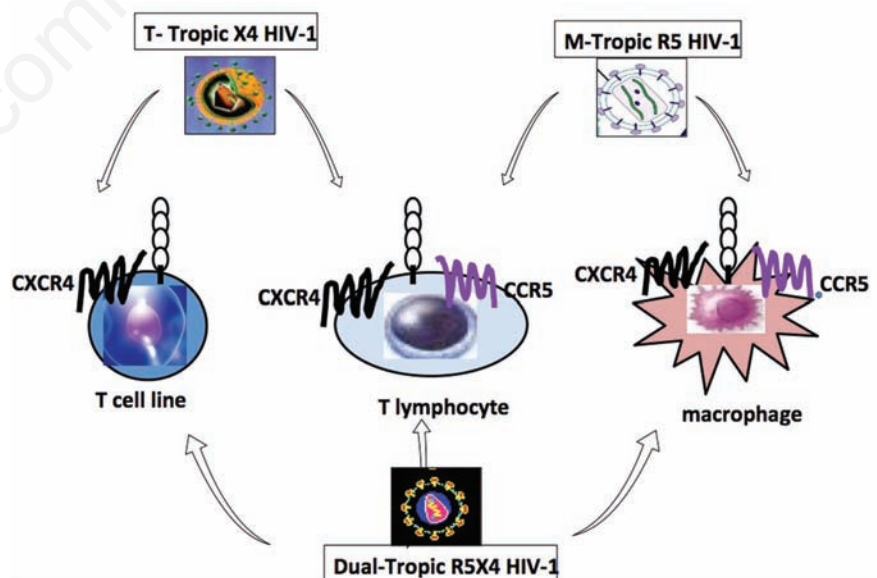 T- Tropic X4 HIV-1
M-Tropic R5 HIV-1
CXCR4
CXCR4
CCR5
CXCR4
CCR5
T cell line
T lymphocyte
macrophage
Dual-Tropic R5X4 HIV-1